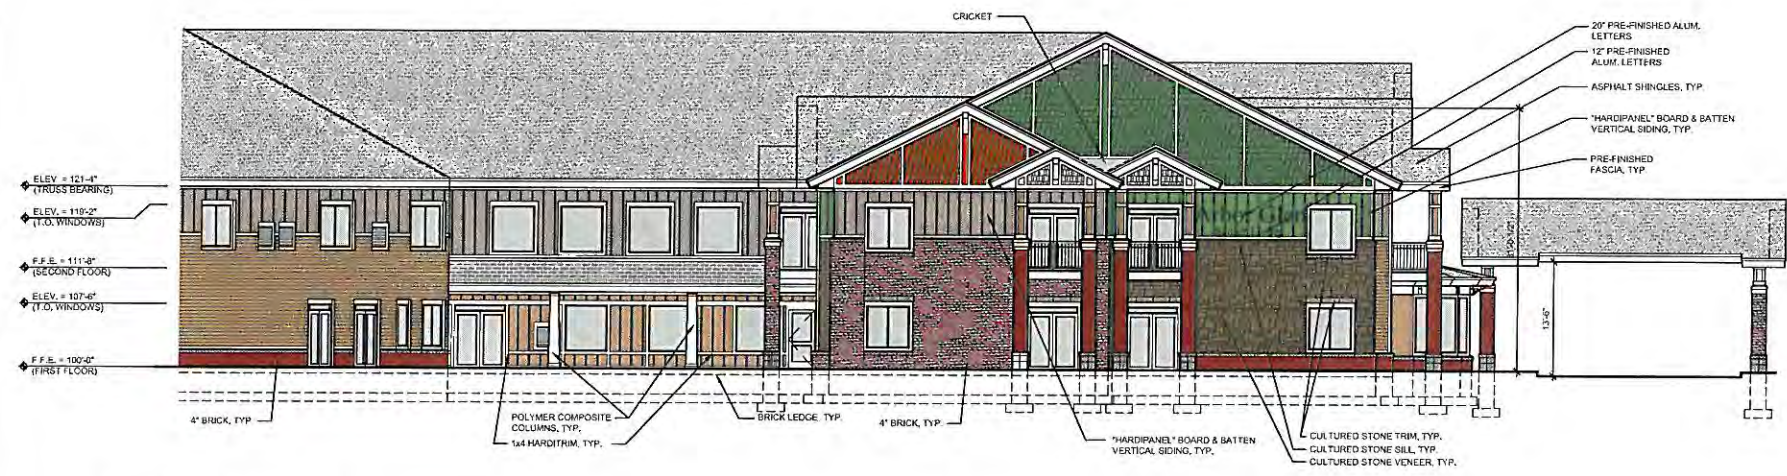 CRICKET
20" PRE-FINISHED ALUM.
LETTERS
12" PRE-FINISHED
ALUM. LETTERS
ASPHALT SHINGLES, TYP.
"HARDIPANEL" BOARD & BATTEN
VERTICAL SIDING, TYP.
PRE-FINISHED
FASCIA, TYP
ELEV = 121'-4"
(TRUSS BEARING)
ELEV. = 119'-2"
(T.O. WINDOWS)
Arbor Glen
F.F.E. = 111'-8"
(SECOND FLOOR)
ELEV. = 107'-6"
(T.O. WINDOWS)
13'-6"
F.F.E. = 100'-0"
(FIRST FLOOR)
4" BRICK, TYP
POLYMER COMPOSITE
COLUMNS, TYP.
1x4 HARDITRIM, TYP.
BRICK LEDGE, TYP.
4" BRICK, TYP.
"HARDIPANEL" BOARD & BATTEN
VERTICAL SIDING, TYP.
CULTURED STONE TRIM, TYP.
CULTURED STONE SILL, TYP.
CULTURED STONE VENEER, TYP.